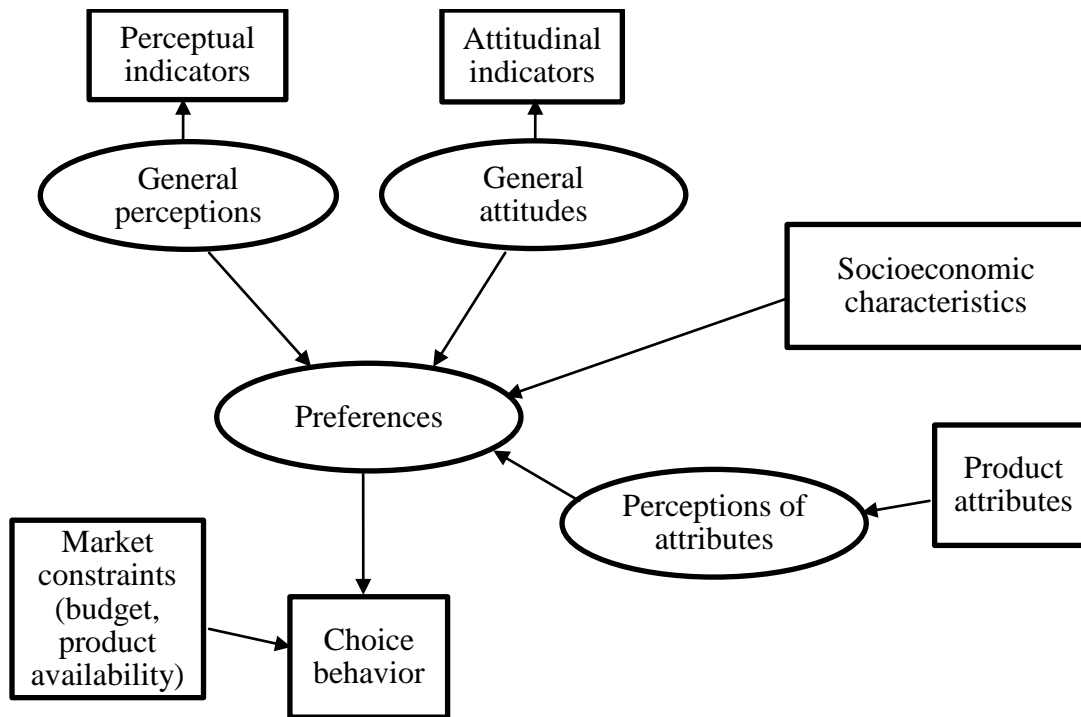 Perceptual
indicators
Attitudinal
indicators
General
perceptions
General
attitudes
Socioeconomic
characteristics
Preferences
Product
attributes
Perceptions of
attributes
Market
constraints
(budget,
product
availability)
Choice
behavior